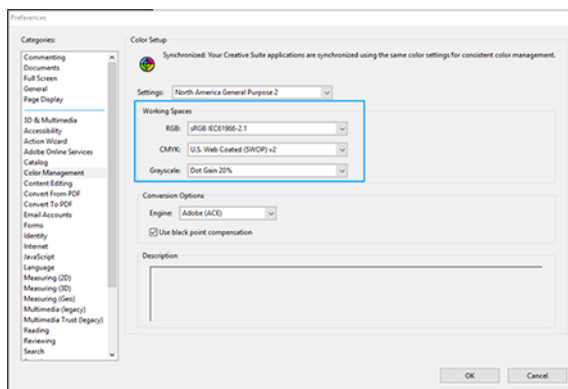 Preferences
Categories:
Commenting
Documents
Full Screen
General
Page Display
3D & Multimedia
Accessibility
Action Wizard
Adobe Online Services
Catalog
Color Management
Content Editing
Convert From PDF
Convert To PDF
Email Accounts
Forms
Identity
Internet
JavaScript
Language
Measuring (2D)
Measuring (3D)
Measuring (Geo)
Multimedia (legacy)
Multimedia Trust (legacy)
Reading
Reviewing
Search
Color Setup
Synchronized: Your Creative Suite applications are synchronized using the same color settings for consistent color management.
Settings: North America General Purpose 2
Working Spaces
RGB: sRGB IEC61966-2.1
CMYK: U.S. Web Coated (SWOP) v2
Grayscale: Dot Gain 20%
Conversion Options
Engine: Adobe (ACE)
Use black point compensation
Description
OK
Cancel